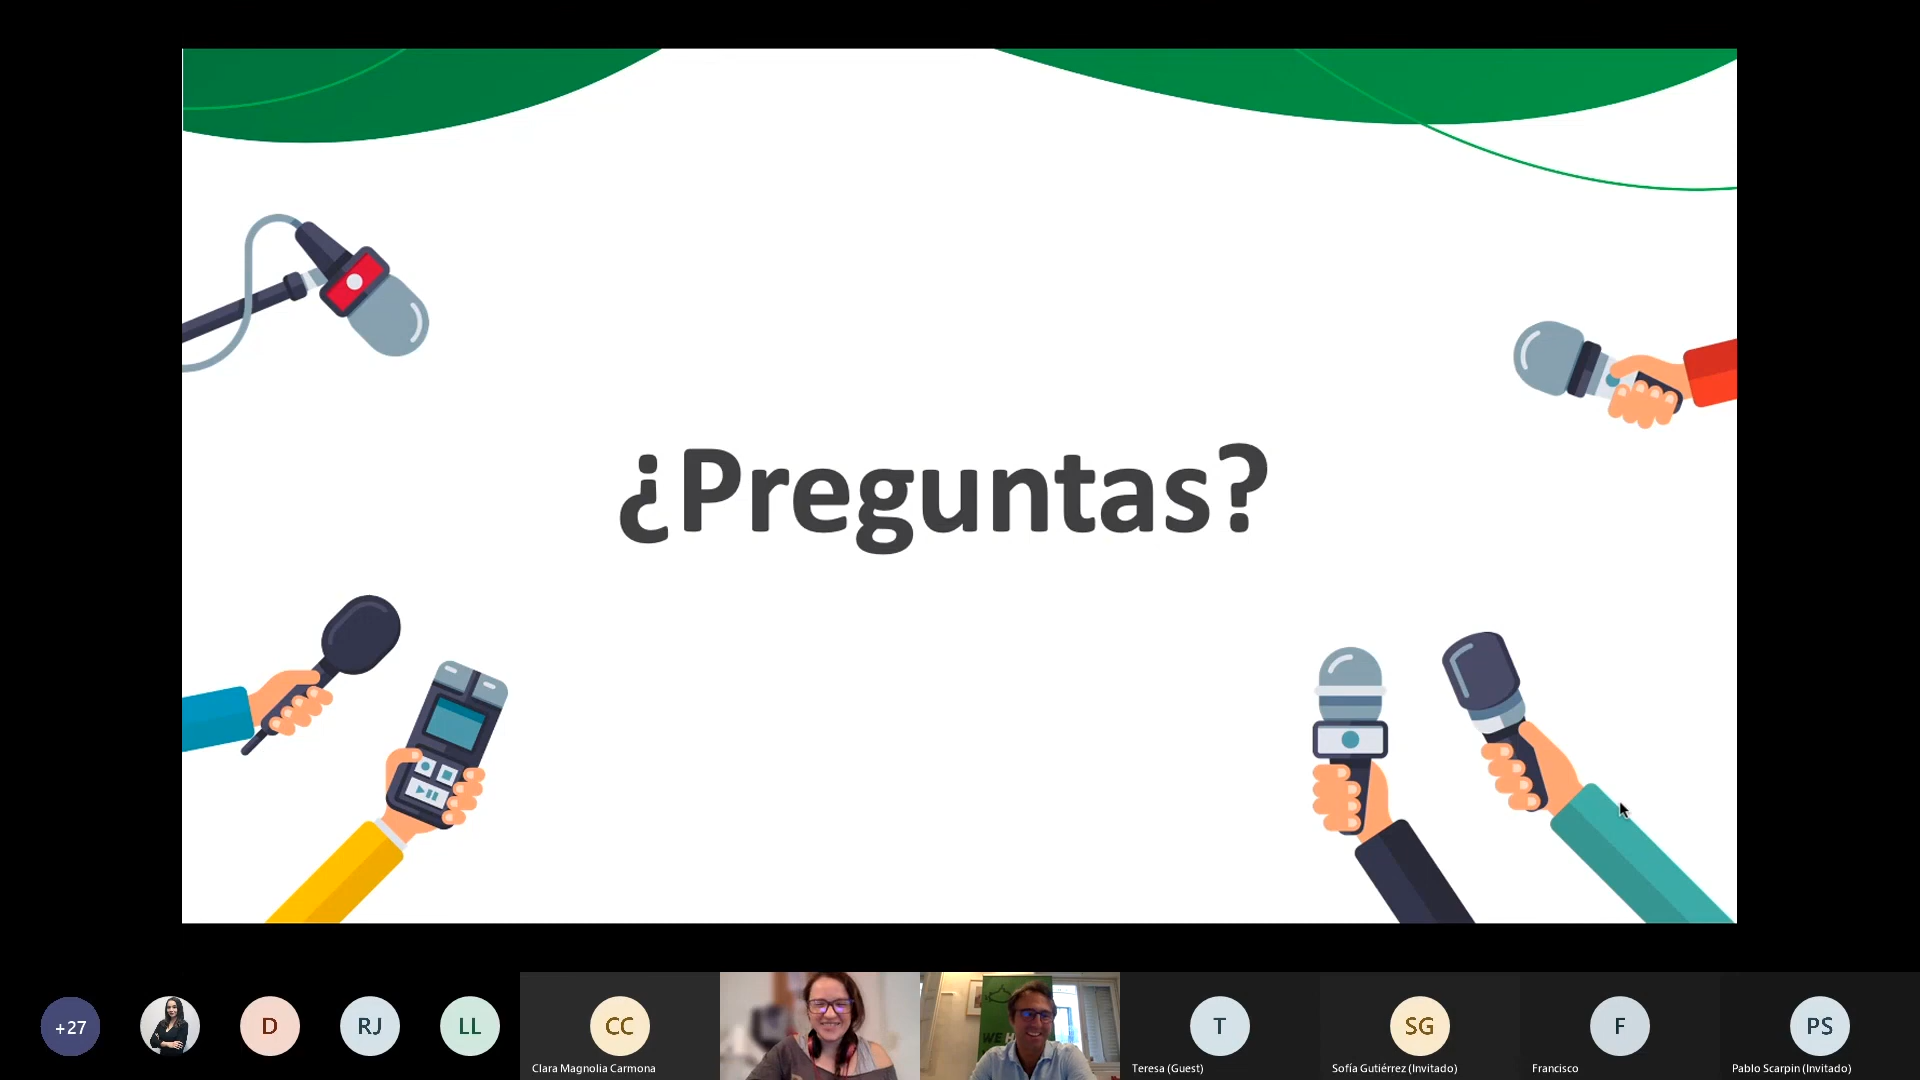 ¿Preguntas?
+27
D
RJ
LL
CC
Clara Magnolia Carmona
WE
T
Teresa (Guest)
SG
Sofía Gutiérrez (Invitado)
F
Francisco
PS
Pablo Scarpin (Invitado)